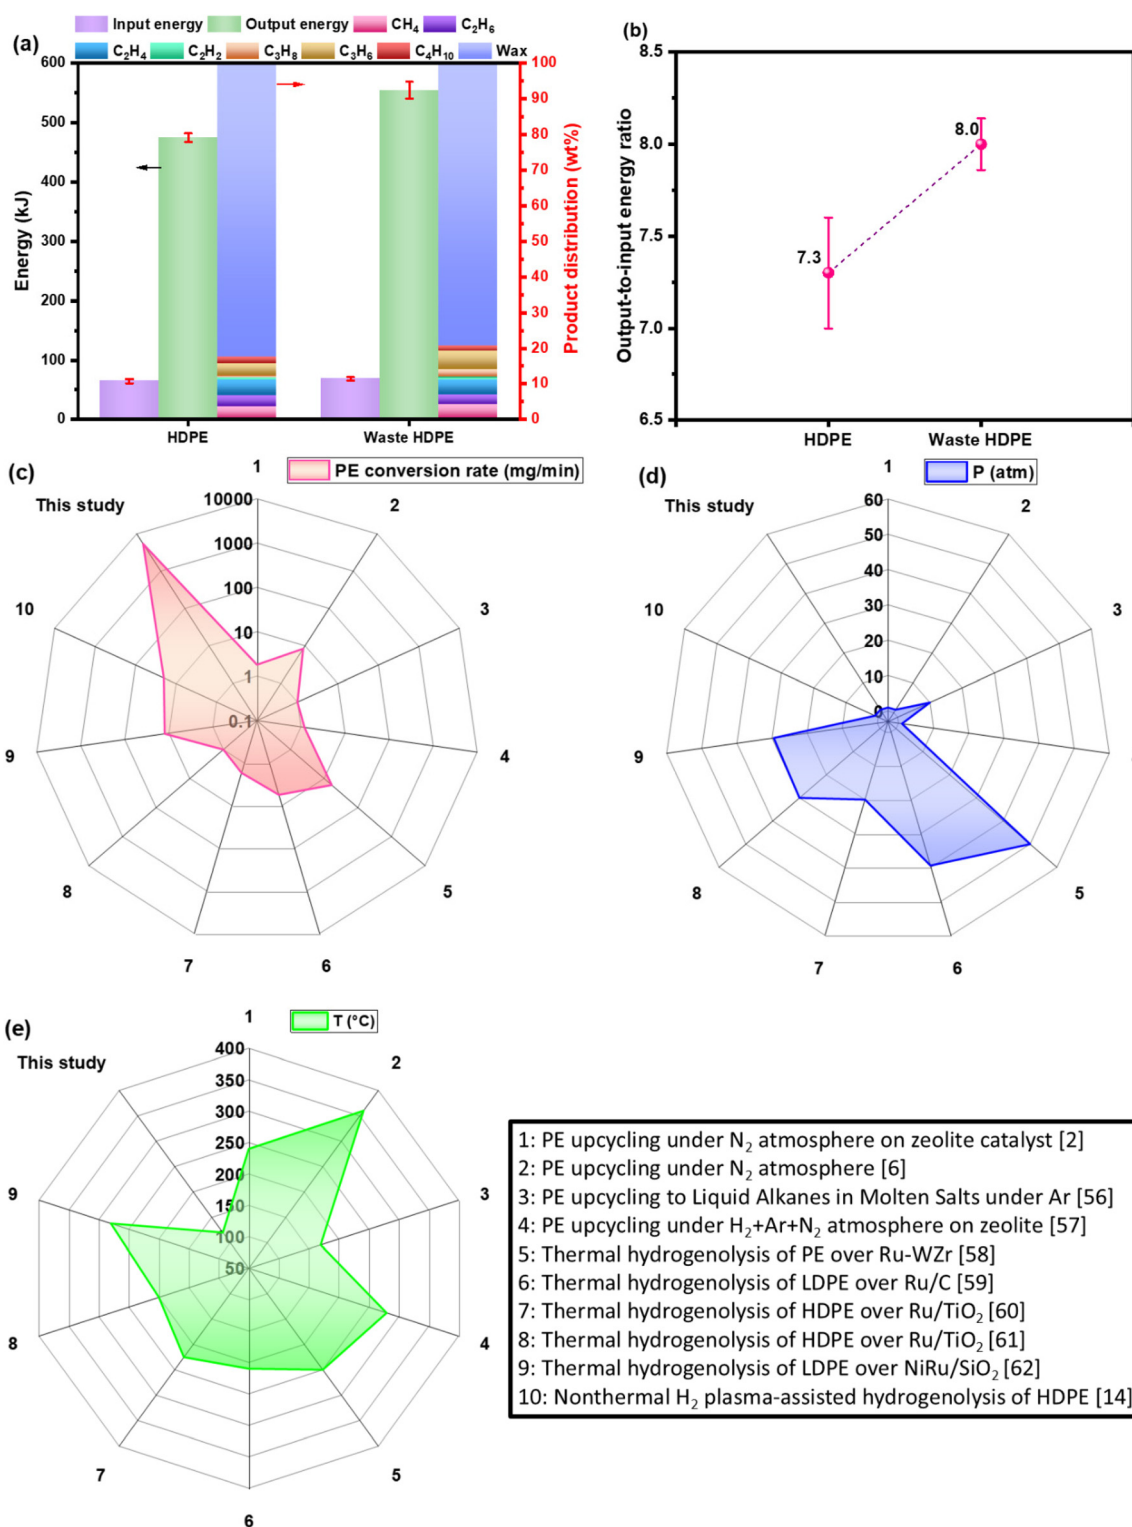 Input energy Output energy CH4 C2H6
(a)
C2H4 C2H2 C3H8 C3H6 C4H10 Wax
600
500
400
300
200
100
0
Energy (kJ)
100
90
80
70
60
50
40
30
20
10
0
Product distribution (wt%)
HDPE Waste HDPE
(b)
8.5
8.0
7.5
7.0
6.5
Output-to-input energy ratio
7.3
8.0
HDPE Waste HDPE
(c)
PE conversion rate (mg/min)
This study
1
2
3
4
5
6
7
8
9
10
10000
1000
100
10
1
0.1
(d)
P (atm)
This study
1
2
3
5
6
7
8
9
10
60
50
40
30
20
10
0
(e)
T (°C)
This study
1
2
3
4
5
6
7
8
9
400
350
300
250
200
150
100
50
1: PE upcycling under N2 atmosphere on zeolite catalyst [2]
2: PE upcycling under N2 atmosphere [6]
3: PE upcycling to Liquid Alkanes in Molten Salts under Ar [56]
4: PE upcycling under H2+Ar+N2 atmosphere on zeolite [57]
5: Thermal hydrogenolysis of PE over Ru-WZr [58]
6: Thermal hydrogenolysis of LDPE over Ru/C [59]
7: Thermal hydrogenolysis of HDPE over Ru/TiO2 [60]
8: Thermal hydrogenolysis of HDPE over Ru/TiO2 [61]
9: Thermal hydrogenolysis of LDPE over NiRu/SiO2 [62]
10: Nonthermal H2 plasma-assisted hydrogenolysis of HDPE [14]